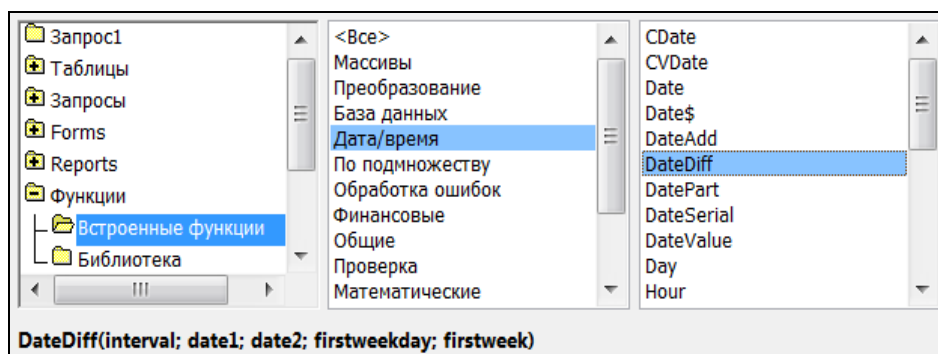 Запрос1
Таблицы
Запросы
Forms
Reports
Функции
Встроенные функции
Библиотека
<Все>
Массивы
Преобразование
База данных
Дата/время
По подмножеству
Обработка ошибок
Финансовые
Общие
Проверка
Математические
CDate
CVDate
Date
Date$
DateAdd
DateDiff
DatePart
DateSerial
DateValue
Day
Hour
DateDiff(interval; date1; date2; firstweekday; firstweek)